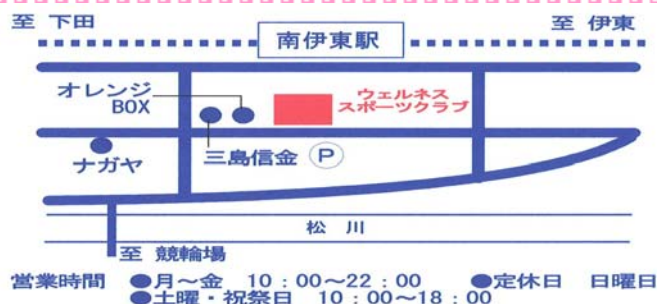 至 下田
至 伊東
南伊東駅
オレンジ
BOX
ウェルネス
スポーツクラブ
ナガヤ
三島信金 P
松 川
至 競輪場
営業時間 ●月～金 10:00～22:00 ●定休日 日曜日
●土曜・祝祭日 10:00～18:00